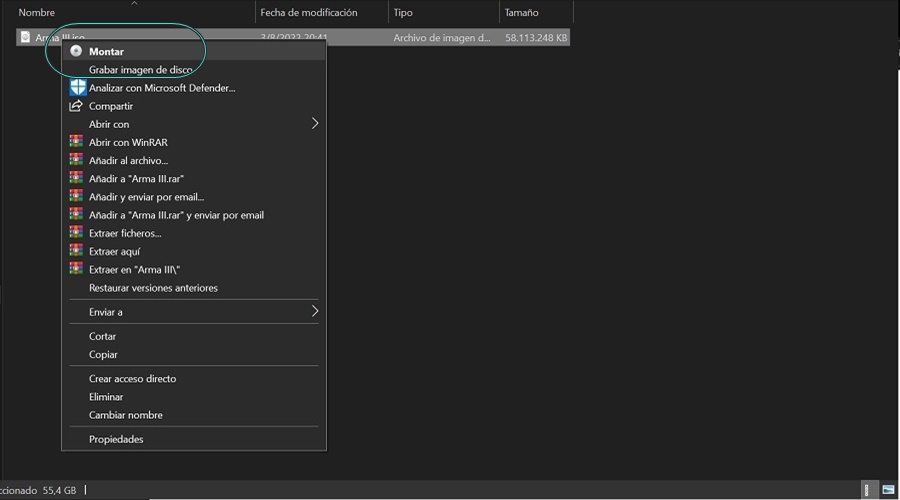 Nombre Fecha de modificación Tipo Tamaño
Arma III.iso 3/8/2022 20:41 Archivo de imagen d... 58.113.248 KB
Montar
Grabar imagen de disco
Analizar con Microsoft Defender...
Compartir
Abrir con
Abrir con WinRAR
Añadir al archivo...
Añadir a "Arma III.rar"
Añadir y enviar por email...
Añadir a "Arma III.rar" y enviar por email
Extraer ficheros...
Extraer aquí
Extraer en "Arma III\"
Restaurar versiones anteriores
Enviar a
Cortar
Copiar
Crear acceso directo
Eliminar
Cambiar nombre
Propiedades
ccionado 55,4 GB